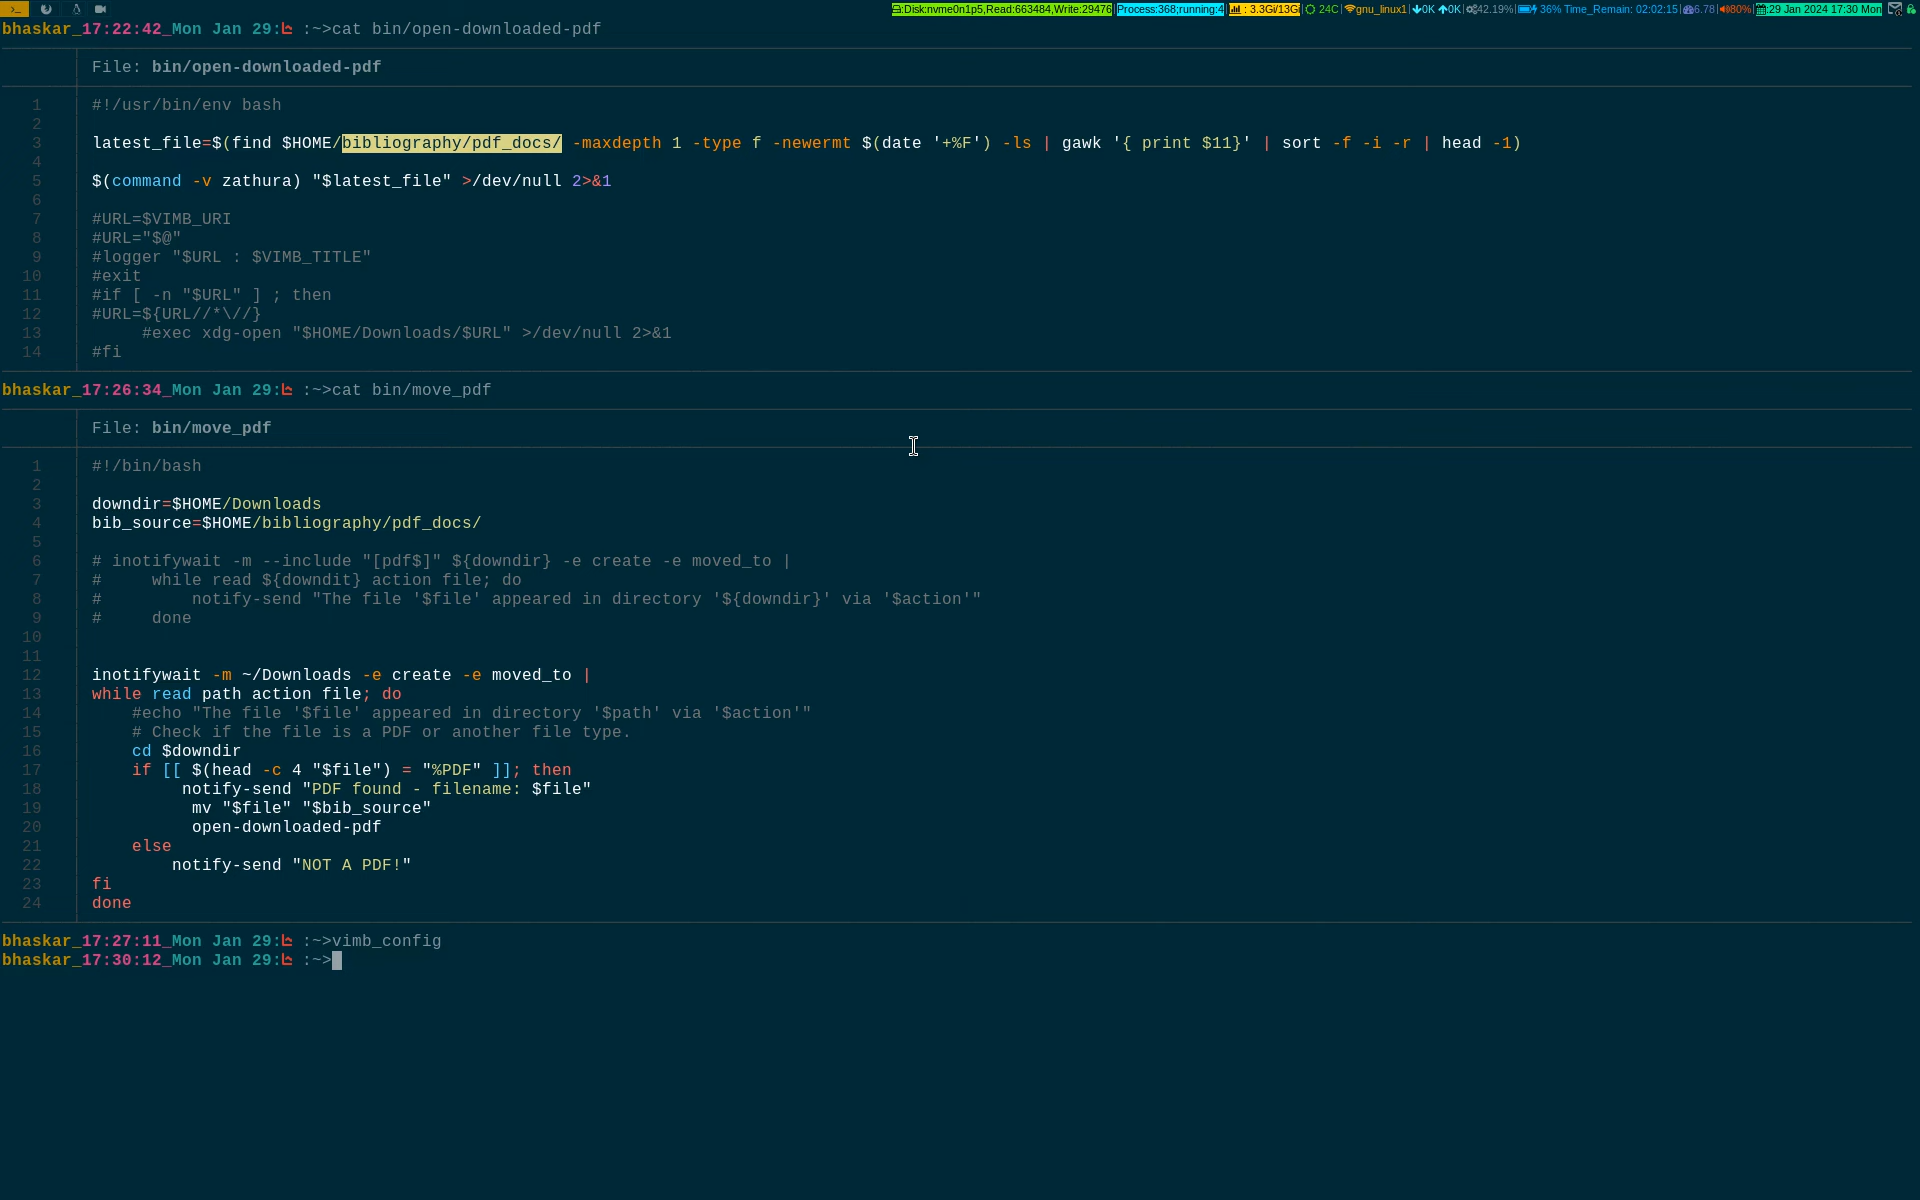 Disk:nvme0n1p5,Read:663484,Write:29476 Process:368;running:4 : 3.3Gi/13Gi 24C gnu_linux1 0K 0K 42.19% 36% Time_Remain: 02:02:15 6.78 80% :29 Jan 2024 17:30 Mon
bhaskar_17:22:42_Mon Jan 29: :~>cat bin/open-downloaded-pdf
File: bin/open-downloaded-pdf
1 #!/usr/bin/env bash
2
3 latest_file=$(find $HOME/bibliography/pdf_docs/ -maxdepth 1 -type f -newermt $(date '+%F') -ls | gawk '{ print $11}' | sort -f -i -r | head -1)
4
5 $(command -v zathura) "$latest_file" >/dev/null 2>&1
6
7 #URL=$VIMB_URI
8 #URL="$@"
9 #logger "$URL : $VIMB_TITLE"
10 #exit
11 #if [ -n "$URL" ] ; then
12 #URL=${URL//*\//}
13 #exec xdg-open "$HOME/Downloads/$URL" >/dev/null 2>&1
14 #fi
bhaskar_17:26:34_Mon Jan 29: :~>cat bin/move_pdf
File: bin/move_pdf
1 #!/bin/bash
2
3 downdir=$HOME/Downloads
4 bib_source=$HOME/bibliography/pdf_docs/
5
6 # inotifywait -m --include "[pdf$]" ${downdir} -e create -e moved_to |
7 # while read ${downdit} action file; do
8 # notify-send "The file '$file' appeared in directory '${downdir}' via '$action'"
9 # done
10
11
12 inotifywait -m ~/Downloads -e create -e moved_to |
13 while read path action file; do
14 #echo "The file '$file' appeared in directory '$path' via '$action'"
15 # Check if the file is a PDF or another file type.
16 cd $downdir
17 if [[ $(head -c 4 "$file") = "%PDF" ]]; then
18 notify-send "PDF found - filename: $file"
19 mv "$file" "$bib_source"
20 open-downloaded-pdf
21 else
22 notify-send "NOT A PDF!"
23 fi
24 done
bhaskar_17:27:11_Mon Jan 29: :~>vimb_config
bhaskar_17:30:12_Mon Jan 29: :~>